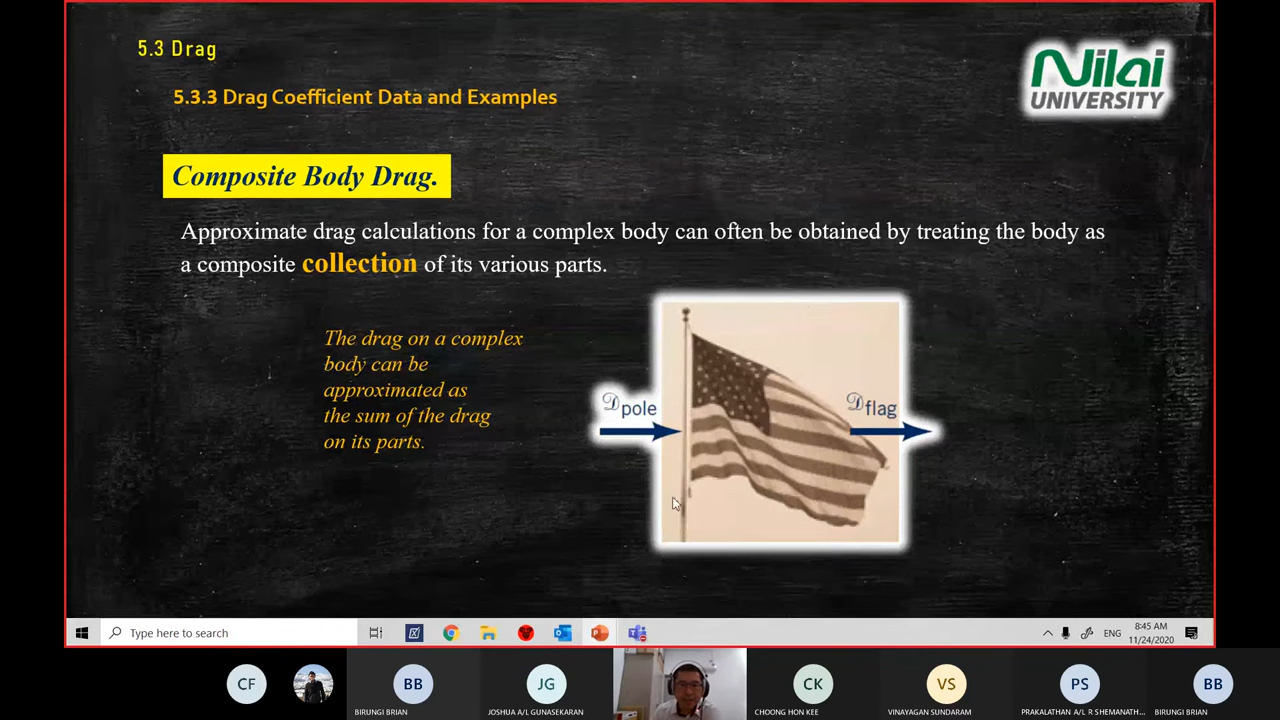 5.3 Drag
5.3.3 Drag Coefficient Data and Examples
Nilai
UNIVERSITY
Composite Body Drag.
Approximate drag calculations for a complex body can often be obtained by treating the body as
a composite collection of its various parts.
The drag on a complex
body can be
approximated as
the sum of the drag
on its parts.
𝒟pole
𝒟flag
Type here to search
ENG
8:45 AM
11/24/2020
CF
BB
JG
CK
VS
PS
BB
BIRUNGI BRIAN
JOSHUA A/L GUNASEKARAN
CHOONG HON KEE
VINAYAGAN SUNDARAM
PRAKALATHAN A/L R SHEMANATH...
BIRUNGI BRIAN